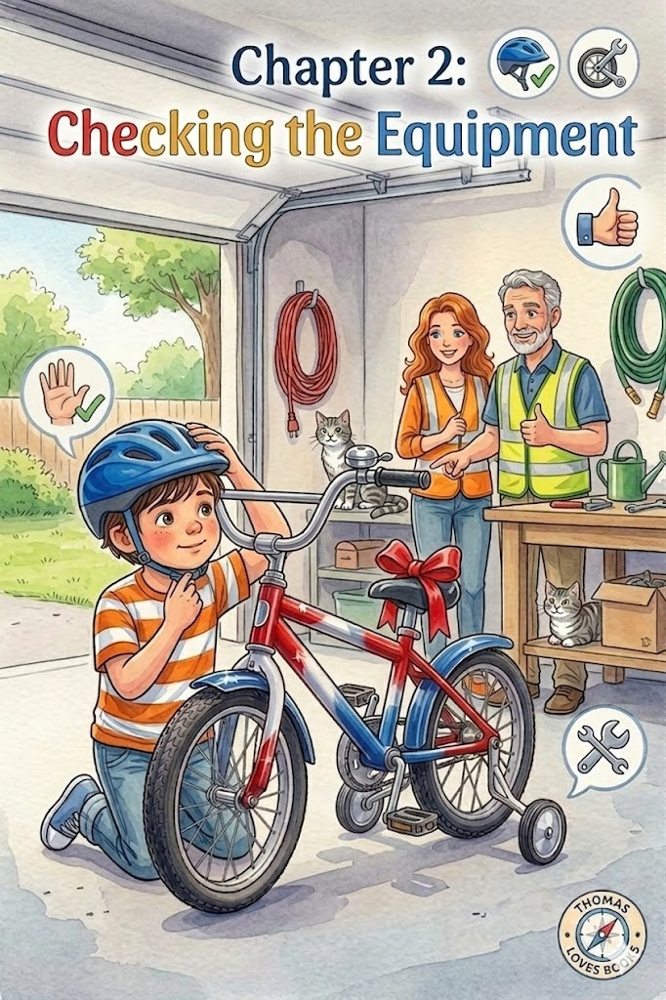 Chapter 2:
Checking the Equipment
THOMAS
LOVES BOOKS